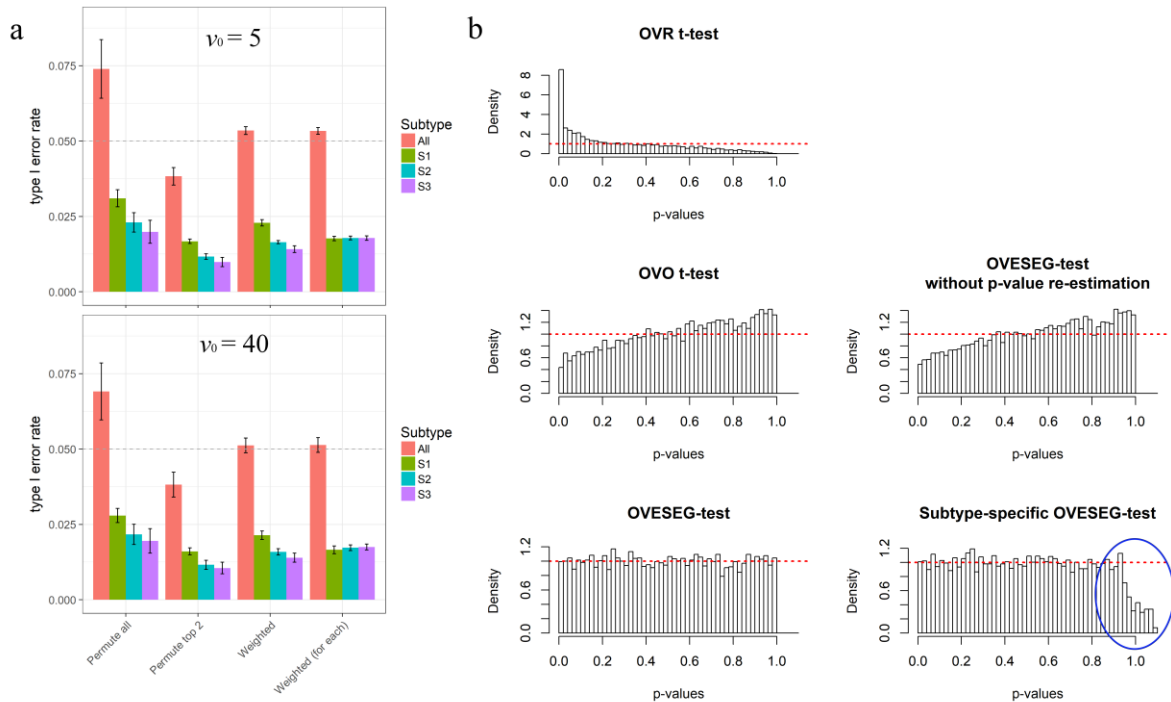 a
v₀ = 5
type I error rate
0.075
0.050
0.025
0.000
Subtype
All
S1
S2
S3
v₀ = 40
type I error rate
0.075
0.050
0.025
0.000
Subtype
All
S1
S2
S3
Permute all
Permute top 2
Weighted
Weighted (for each)
b
OVR t-test
Density
8
6
4
2
0
0.0 0.2 0.4 0.6 0.8 1.0
p-values
OVO t-test
Density
1.2
0.6
0.0
0.0 0.2 0.4 0.6 0.8 1.0
p-values
OVESEG-test
without p-value re-estimation
Density
1.2
0.6
0.0
0.0 0.2 0.4 0.6 0.8 1.0
p-values
OVESEG-test
Density
1.2
0.6
0.0
0.0 0.2 0.4 0.6 0.8 1.0
p-values
Subtype-specific OVESEG-test
Density
1.2
0.6
0.0
0.0 0.2 0.4 0.6 0.8 1.0
p-values